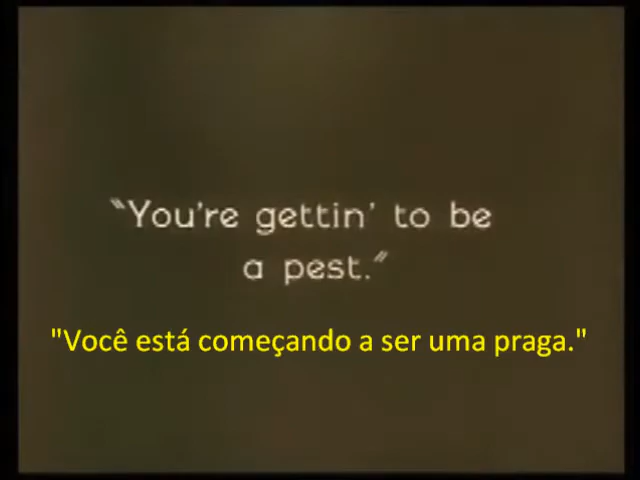 "You're gettin' to be
a pest."
"Você está começando a ser uma praga."